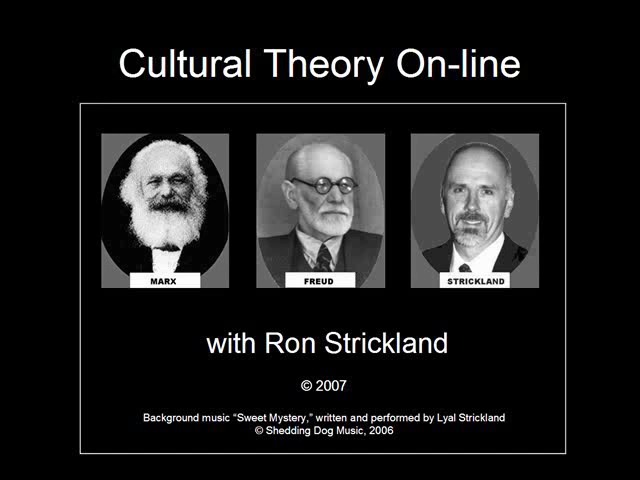 Cultural Theory On-line
MARX
FREUD
STRICKLAND
with Ron Strickland
© 2007
Background music “Sweet Mystery,” written and performed by Lyal Strickland
© Shedding Dog Music, 2006